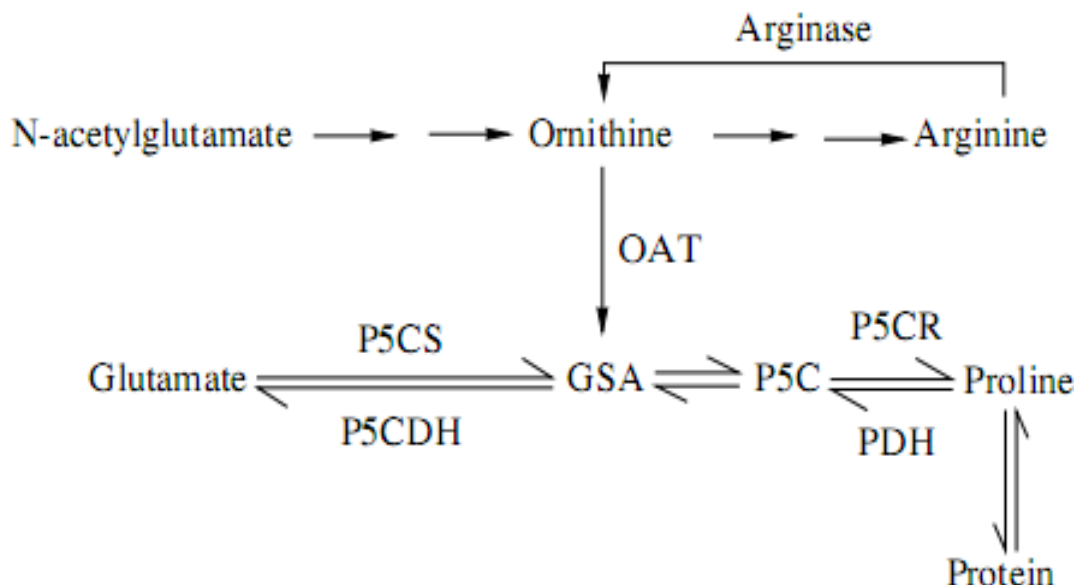 Arginase
N-acetylglutamate Ornithine Arginine
OAT
P5CS P5CR
Glutamate GSA P5C Proline
P5CDH PDH
Protein